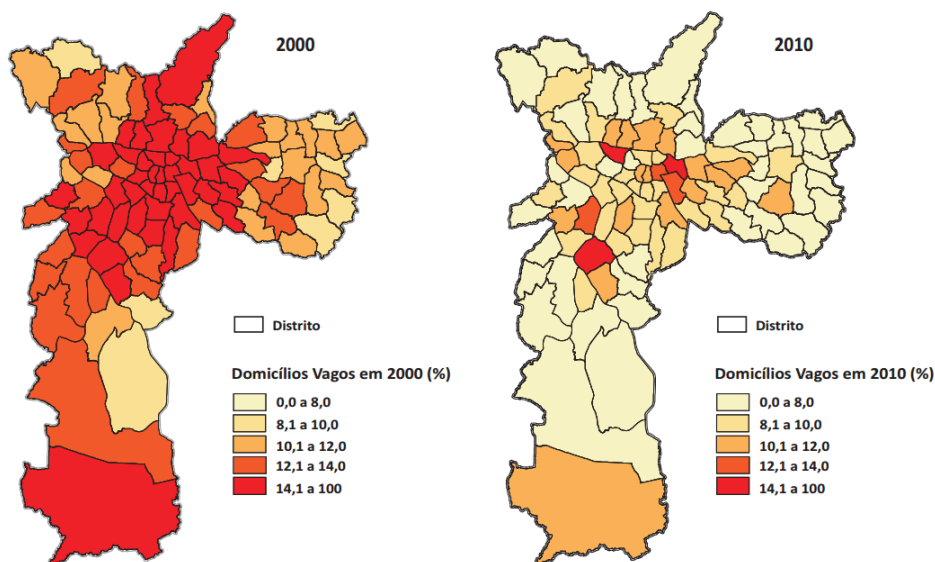 2000
Distrito
Domicílios Vagos em 2000 (%)
0,0 a 8,0
8,1 a 10,0
10,1 a 12,0
12,1 a 14,0
14,1 a 100
2010
Distrito
Domicílios Vagos em 2010 (%)
0,0 a 8,0
8,1 a 10,0
10,1 a 12,0
12,1 a 14,0
14,1 a 100